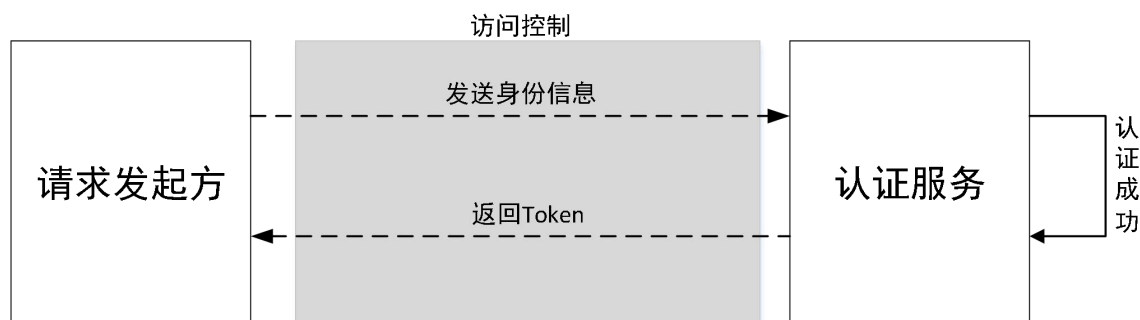 访问控制
发送身份信息
请求发起方
认证服务
认证成功
返回Token